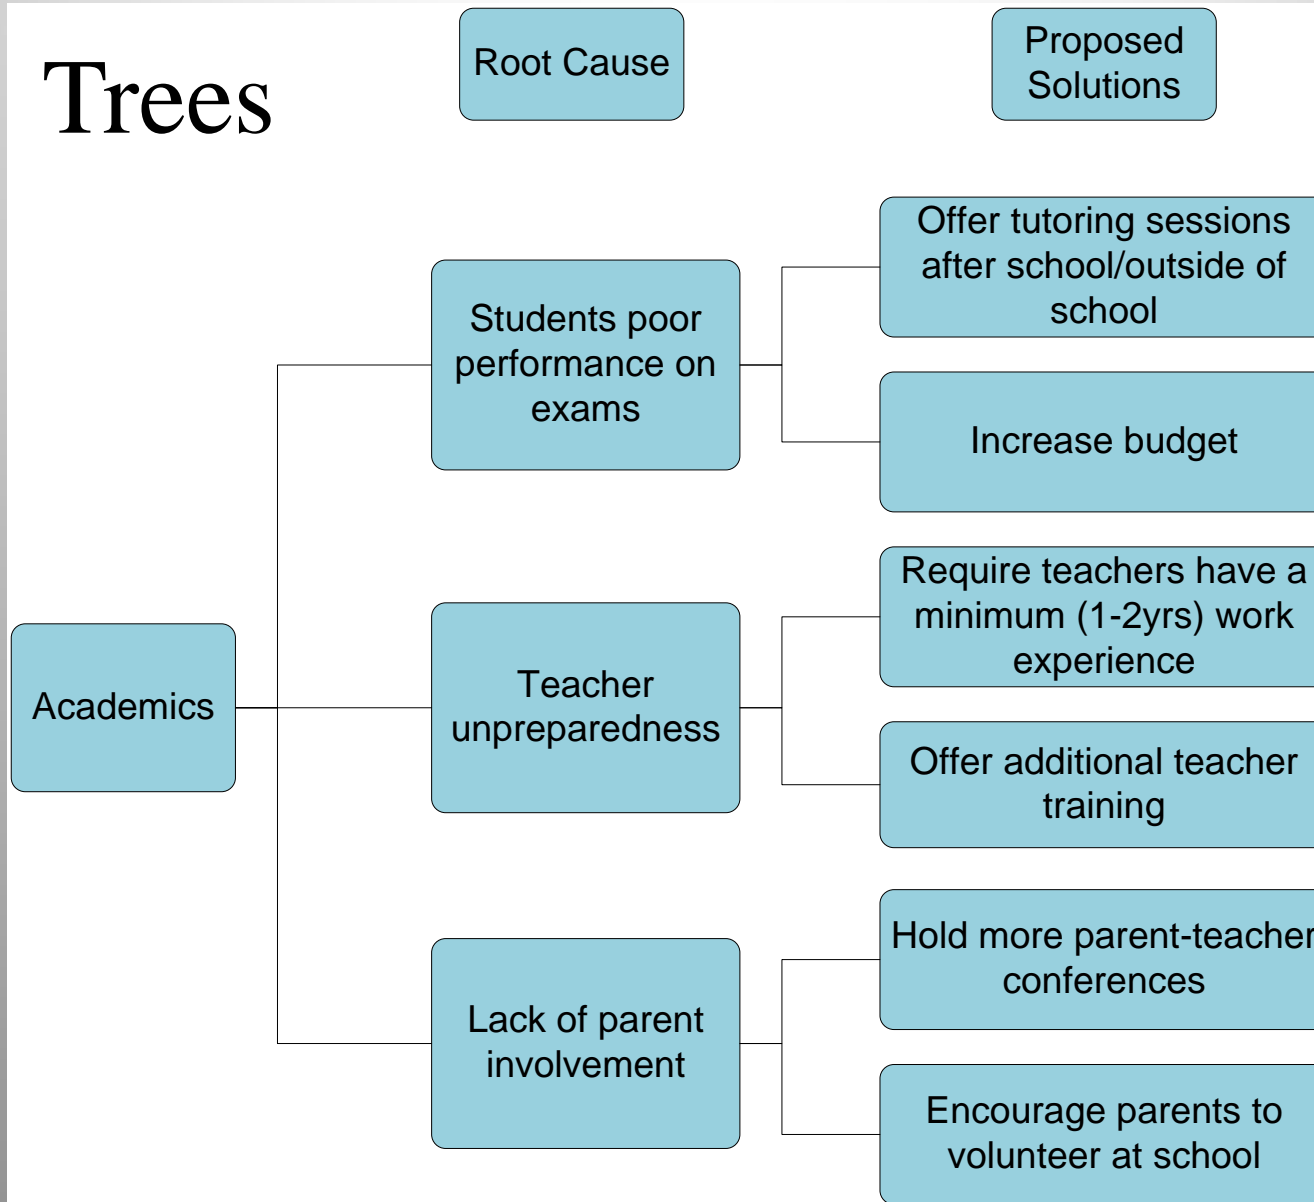 Trees
Root Cause
Proposed
Solutions
Offer tutoring sessions
after school/outside of
school
Students poor
performance on
exams
Increase budget
Require teachers have a
minimum (1-2yrs) work
experience
Academics
Teacher
unpreparedness
Offer additional teacher
training
Hold more parent-teacher
conferences
Lack of parent
involvement
Encourage parents to
volunteer at school